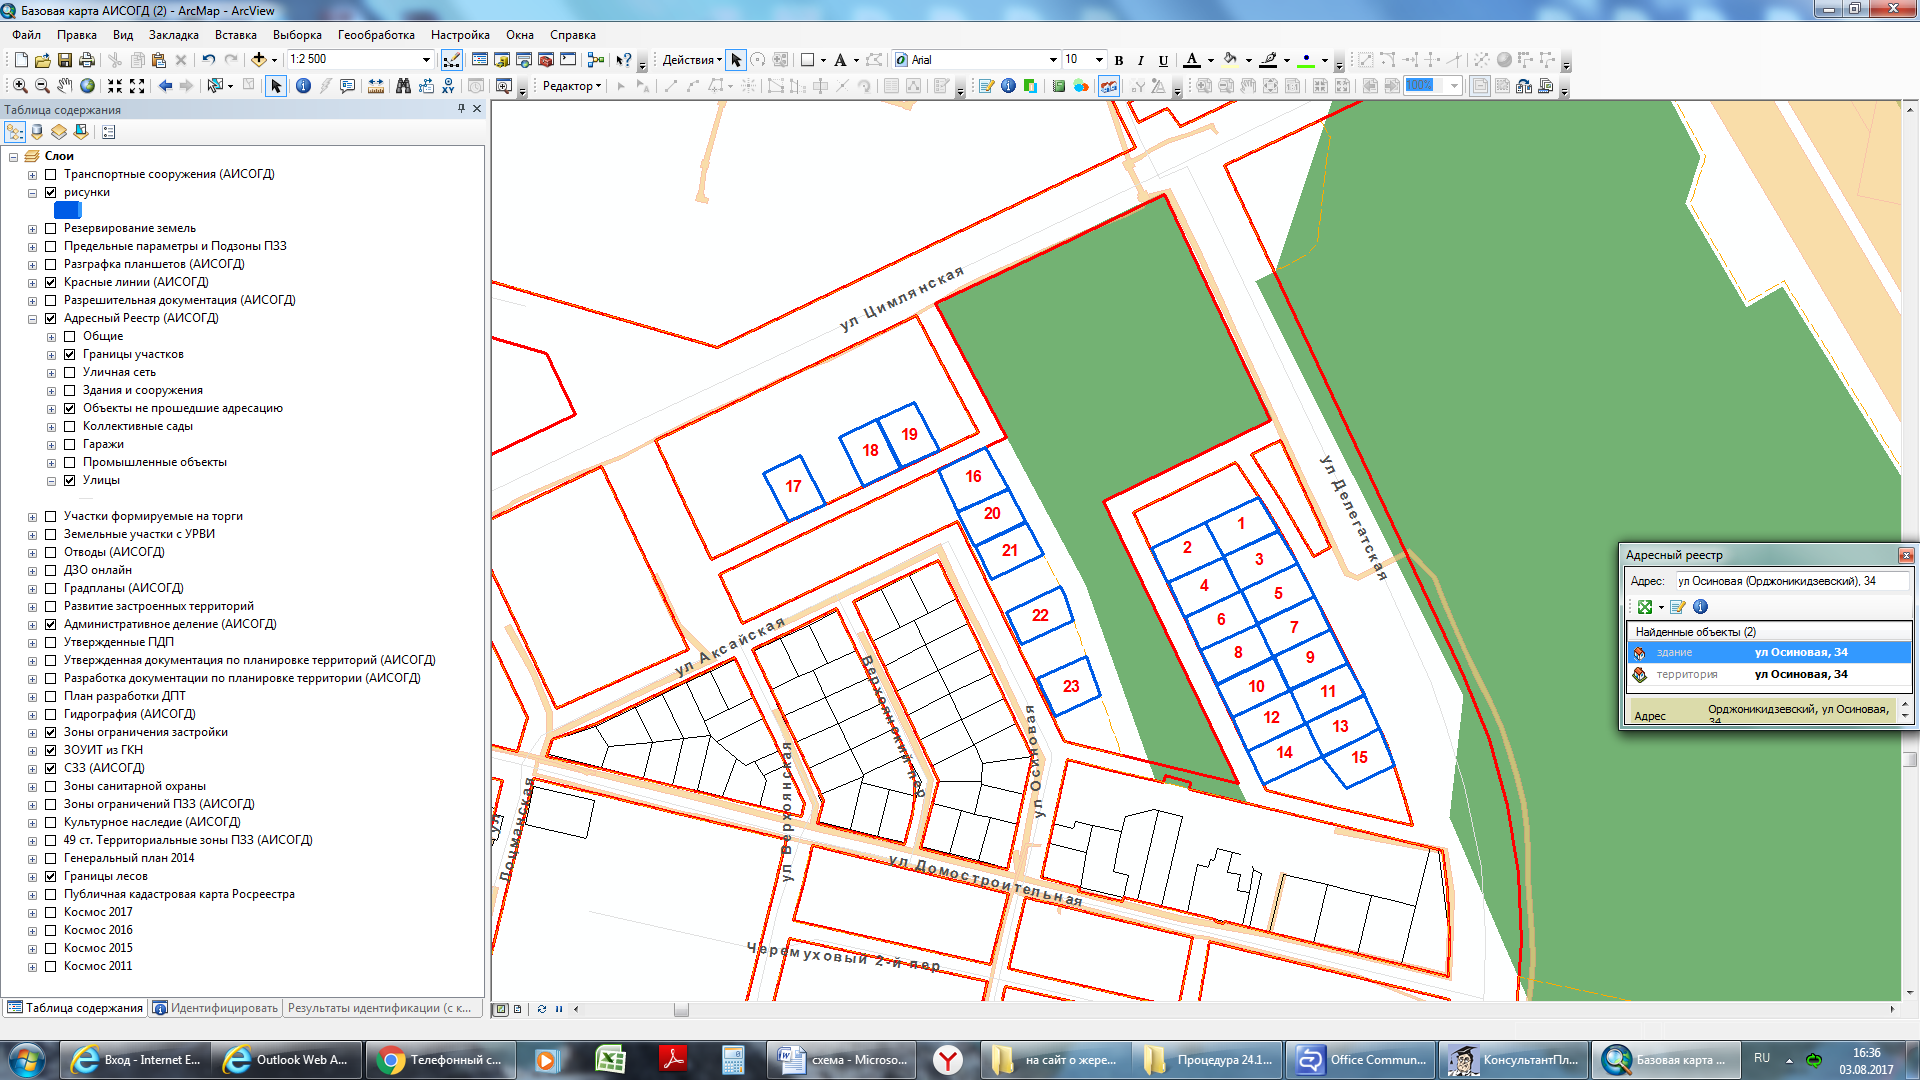 Базовая карта АИСОГД (2) - ArcMap - ArcView
Файл Правка Вид Закладка Вставка Выборка Геообработка Настройка Окна Справка
1:2 500 Действия Arial 10 B I U A
Редактор 100%
Таблица содержания
Слои
Транспортные сооружения (АИСОГД)
рисунки
Резервирование земель
Предельные параметры и Подзоны ПЗЗ
Разграфка планшетов (АИСОГД)
Красные линии (АИСОГД)
Разрешительная документация (АИСОГД)
Адресный Реестр (АИСОГД)
Общие
Границы участков
Уличная сеть
Здания и сооружения
Объекты не прошедшие адресацию
Коллективные сады
Гаражи
Промышленные объекты
Улицы
Участки формируемые на торги
Земельные участки с УРВИ
Отводы (АИСОГД)
ДЗО онлайн
Градпланы (АИСОГД)
Развитие застроенных территорий
Административное деление (АИСОГД)
Утвержденные ПДП
Утвержденная документация по планировке территорий (АИСОГД)
Разработка документации по планировке территории (АИСОГД)
План разработки ДПТ
Гидрография (АИСОГД)
Зоны ограничения застройки
ЗОУИТ из ГКН
СЗЗ (АИСОГД)
Зоны санитарной охраны
Зоны ограничений ПЗЗ (АИСОГД)
Культурное наследие (АИСОГД)
49 ст. Территориальные зоны ПЗЗ (АИСОГД)
Генеральный план 2014
Границы лесов
Публичная кадастровая карта Росреестра
Космос 2017
Космос 2016
Космос 2015
Космос 2011
Таблица содержания Идентифицировать Результаты идентификации (с к...
ул Цимлянская
ул Делегатская
ул Аксайская
Верхоянский пер
ул Осиновая
ул Верхоянская
ул Лоцманская
ул Домостроительная
Черемуховый 2-й пер
19
18
17
16
20
21
22
23
1
2
3
4
5
6
7
8
9
10
11
12
13
14
15
Адресный реестр
Адрес: ул Осиновая (Орджоникидзевский), 34
Найденные объекты (2)
здание ул Осиновая, 34
территория ул Осиновая, 34
Адрес Орджоникидзевский, ул Осиновая, 34
Вход - Internet E... Outlook Web A... Телефонный с... схема - Microso... на сайт о жере... Процедура 24.1... Office Commun... КонсультантПл... Базовая карта ... RU 16:36
03.08.2017